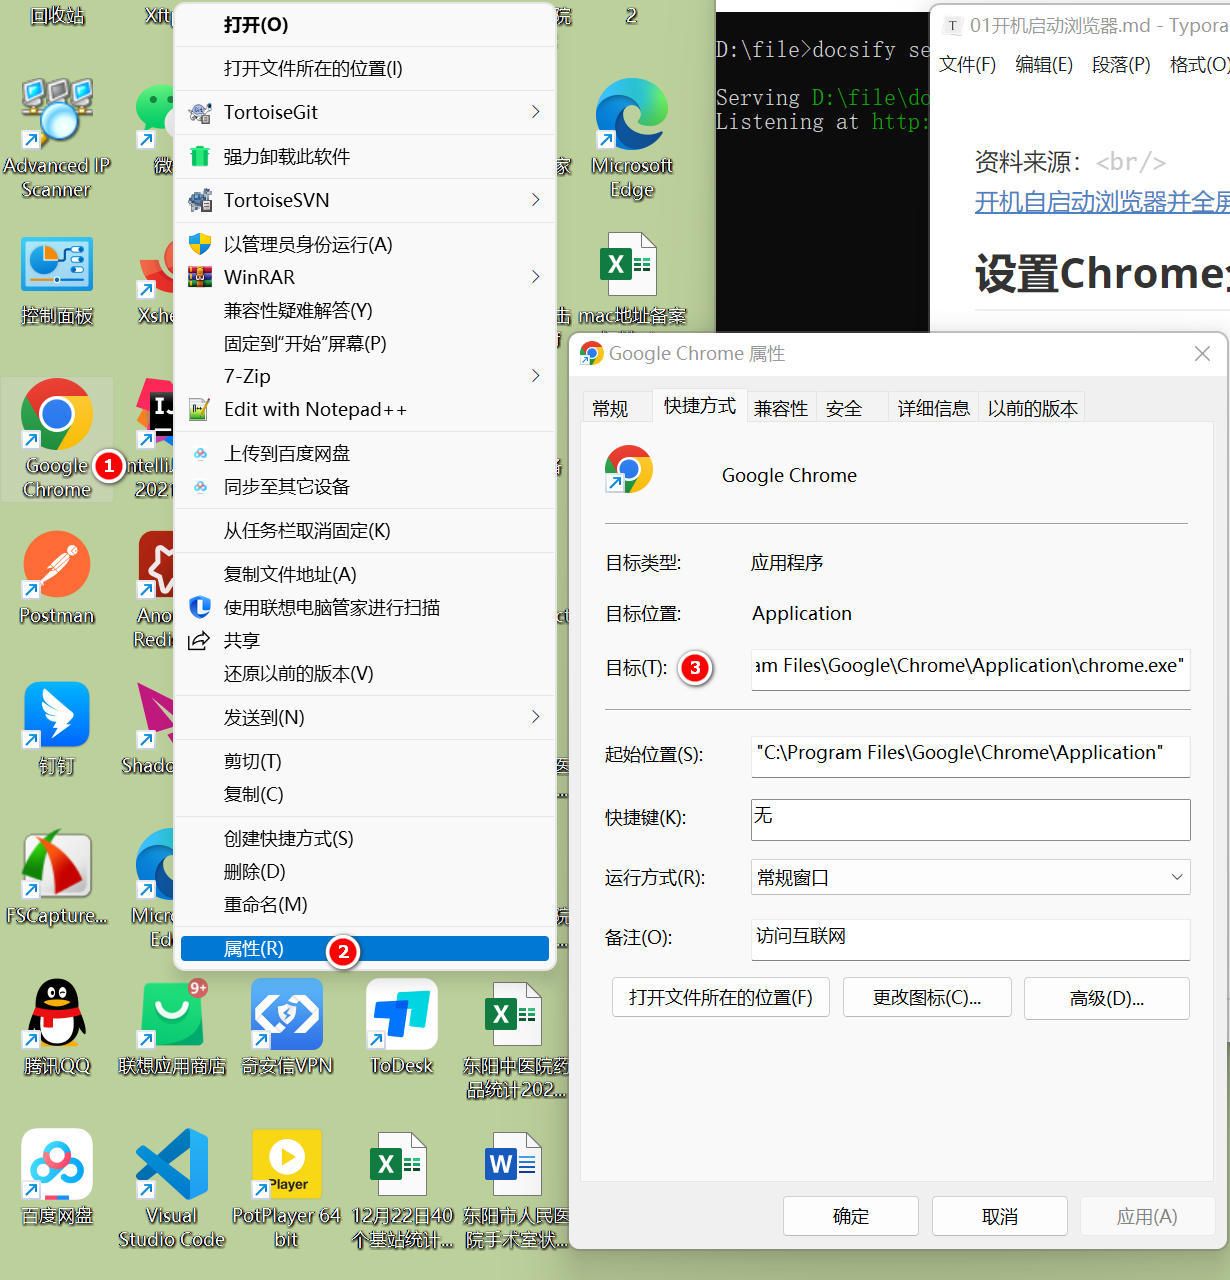 回收站
Advanced IP
Scanner
控制面板
Google
Chrome
1
Postman
钉钉
FSCapture...
腾讯QQ
百度网盘
打开(O)
打开文件所在的位置(I)
TortoiseGit
强力卸载此软件
TortoiseSVN
以管理员身份运行(A)
WinRAR
兼容性疑难解答(Y)
固定到“开始”屏幕(P)
7-Zip
Edit with Notepad++
上传到百度网盘
同步至其它设备
从任务栏取消固定(K)
复制文件地址(A)
使用联想电脑管家进行扫描
共享
还原以前的版本(V)
发送到(N)
剪切(T)
复制(C)
创建快捷方式(S)
删除(D)
重命名(M)
属性(R)
2
9+
联想应用商店
奇安信VPN
ToDesk
东阳中医院药
品统计202...
Visual
Studio Code
Player
PotPlayer 64
bit
12月22日40
个基站统计...
东阳市人民医
院手术室状...
2
Microsoft
Edge
mac地址备案
D:\file>docsify se
Serving D:\file\do
Listening at http:
01开机启动浏览器.md - Typora
文件(F) 编辑(E) 段落(P) 格式(O)
资料来源：<br/>
开机自启动浏览器并全屏
设置Chrome
Google Chrome 属性
常规 快捷方式 兼容性 安全 详细信息 以前的版本
Google Chrome
目标类型: 应用程序
目标位置: Application
目标(T): 3 am Files\Google\Chrome\Application\chrome.exe"
起始位置(S): "C:\Program Files\Google\Chrome\Application"
快捷键(K): 无
运行方式(R): 常规窗口
备注(O): 访问互联网
打开文件所在的位置(F) 更改图标(C)... 高级(D)...
确定 取消 应用(A)